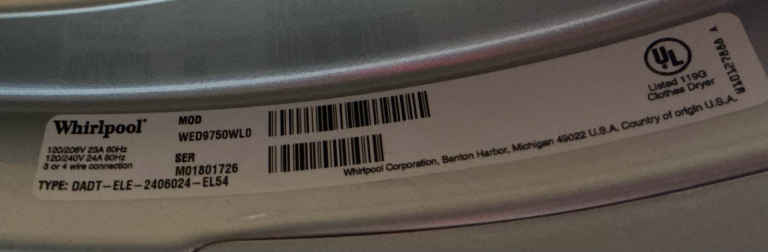 Whirlpool®
120/208V 23A 60Hz
120/240V 24A 60Hz
3 or 4 wire connection
TYPE: DADT-ELE-2406024-EL54
MOD
WED9750WL0
SER
M01801726
UL
Listed 119G
Clothes Dryer
Whirlpool Corporation, Benton Harbor, Michigan 49022 U.S.A. Country of origin U.S.A.